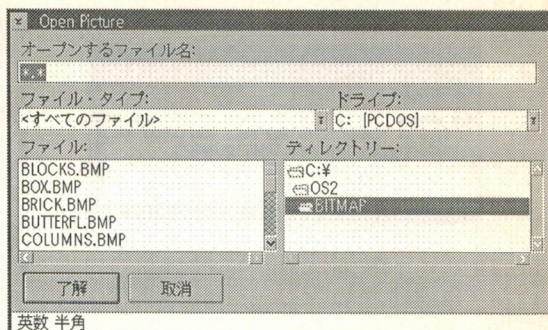 Open Picture
オープンするファイル名:
*.*
ファイル・タイプ:
<すべてのファイル>
ドライブ:
C: [PCDOS]
ファイル:
BLOCKS.BMP
BOX.BMP
BRICK.BMP
BUTTERFL.BMP
COLUMNS.BMP
ディレクトリー:
C:¥
OS2
BITMAP
了解
取消
英数 半角